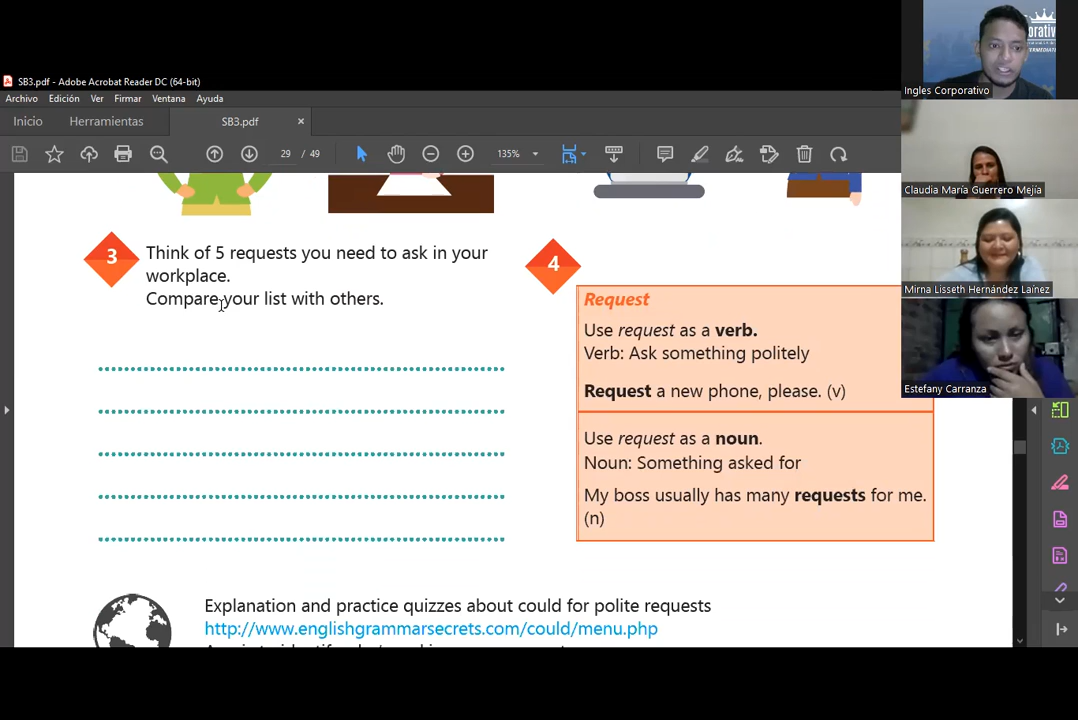 SB3.pdf - Adobe Acrobat Reader DC (64-bit)
Archivo Edición Ver Firmar Ventana Ayuda
Inicio Herramientas SB3.pdf ×
29 / 49 135%
3
Think of 5 requests you need to ask in your
workplace.
Compare your list with others.
4
Request
Use request as a verb.
Verb: Ask something politely
Request a new phone, please. (v)
Use request as a noun.
Noun: Something asked for
My boss usually has many requests for me.
(n)
Explanation and practice quizzes about could for polite requests
http://www.englishgrammarsecrets.com/could/menu.php
Ingles Corporativo
Claudia María Guerrero Mejía
Mirna Lisseth Hernández Laínez
Estefany Carranza